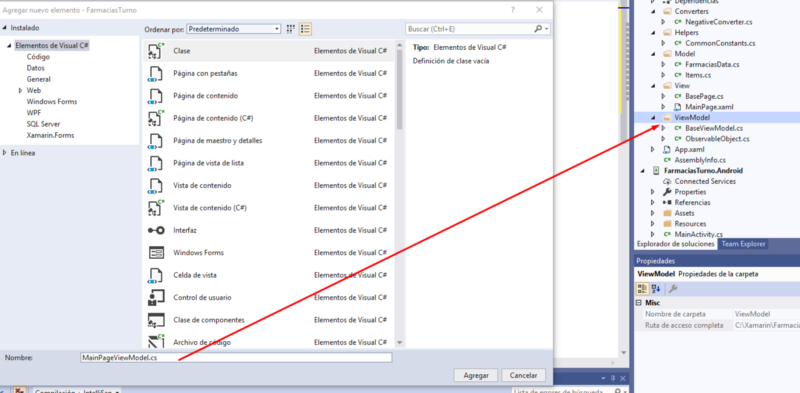 Agregar nuevo elemento - FarmaciasTurno
Instalado
Elementos de Visual C#
Código
Datos
General
Web
Windows Forms
WPF
SQL Server
Xamarin.Forms
En línea
Ordenar por: Predeterminado
Buscar (Ctrl+E)
Clase Elementos de Visual C#
Página con pestañas Elementos de Visual C#
Página de contenido Elementos de Visual C#
Página de contenido (C#) Elementos de Visual C#
Página de maestro y detalles Elementos de Visual C#
Página de vista de lista Elementos de Visual C#
Vista de contenido Elementos de Visual C#
Vista de contenido (C#) Elementos de Visual C#
Interfaz Elementos de Visual C#
Windows Forms Elementos de Visual C#
Celda de vista Elementos de Visual C#
Control de usuario Elementos de Visual C#
Clase de componentes Elementos de Visual C#
Archivo de código Elementos de Visual C#
Tipo: Elementos de Visual C#
Definición de clase vacía
Nombre: MainPageViewModel.cs
Agregar Cancelar
Dependencias
Converters
NegativeConverter.cs
Helpers
CommonConstants.cs
Model
FarmaciasData.cs
Items.cs
View
BasePage.cs
MainPage.xaml
ViewModel
BaseViewModel.cs
ObservableObject.cs
App.xaml
AssemblyInfo.cs
FarmaciasTurno.Android
Connected Services
Properties
Referencias
Assets
Resources
MainActivity.cs
Explorador de soluciones Team Explorer
Propiedades
ViewModel Propiedades de la carpeta
Misc
Nombre de carpeta ViewModel
Ruta de acceso completa C:\Xamarin\Farmacia
Compilación + IntelliSen
Lista de errores de búsqueda